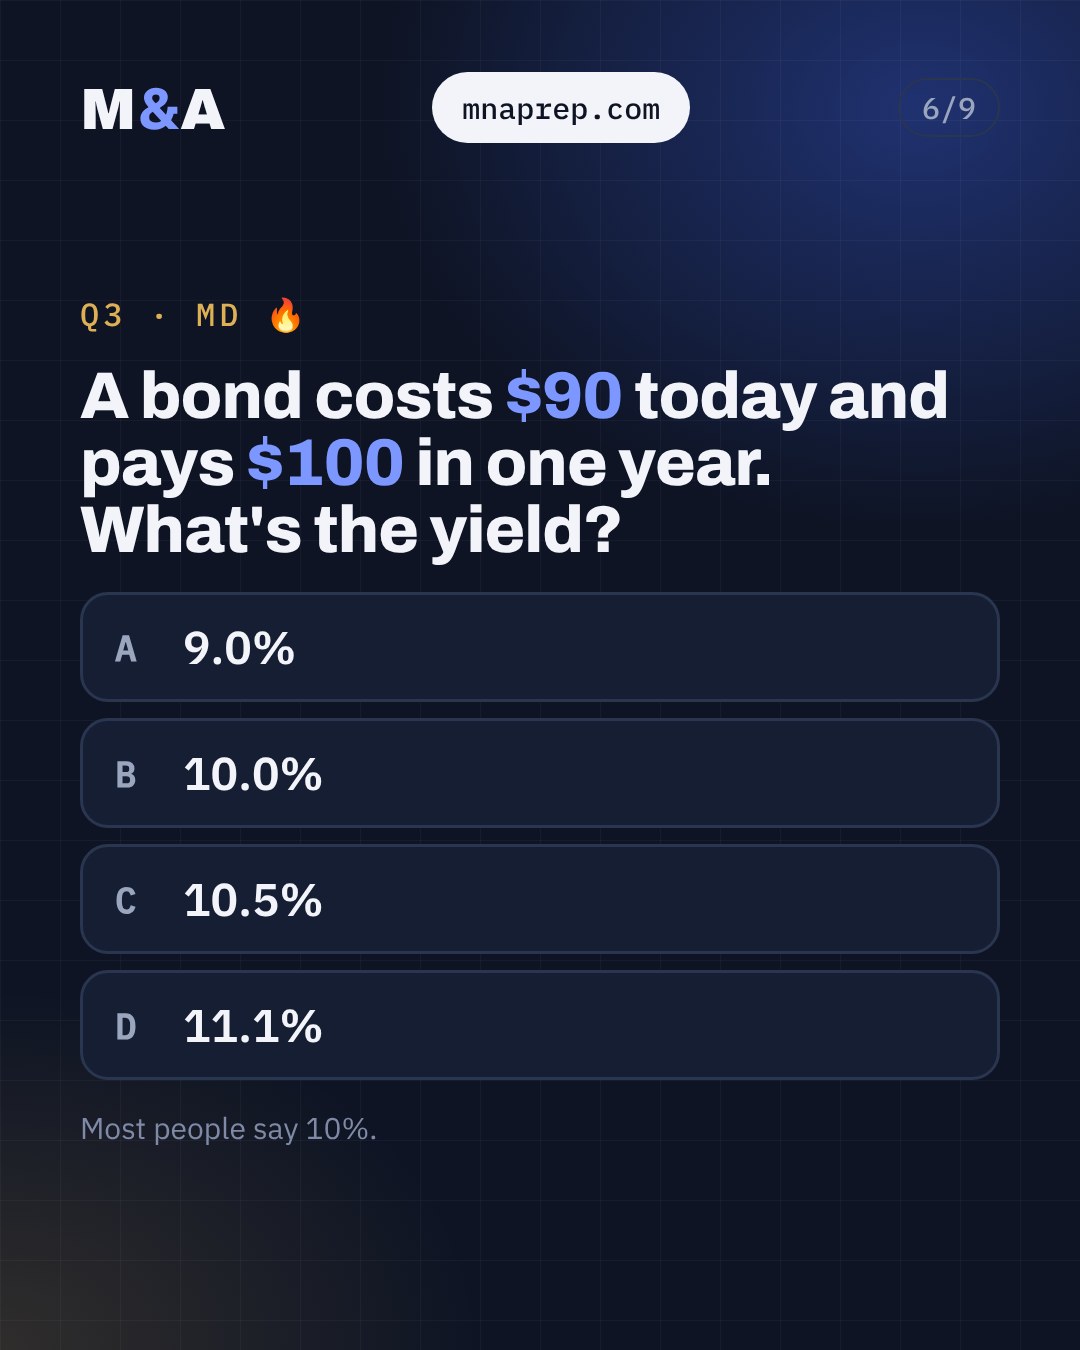 M&A
mnaprep.com
6/9
Q3 · MD 🔥
A bond costs $90 today and
pays $100 in one year.
What's the yield?
A 9.0%
B 10.0%
C 10.5%
D 11.1%
Most people say 10%.